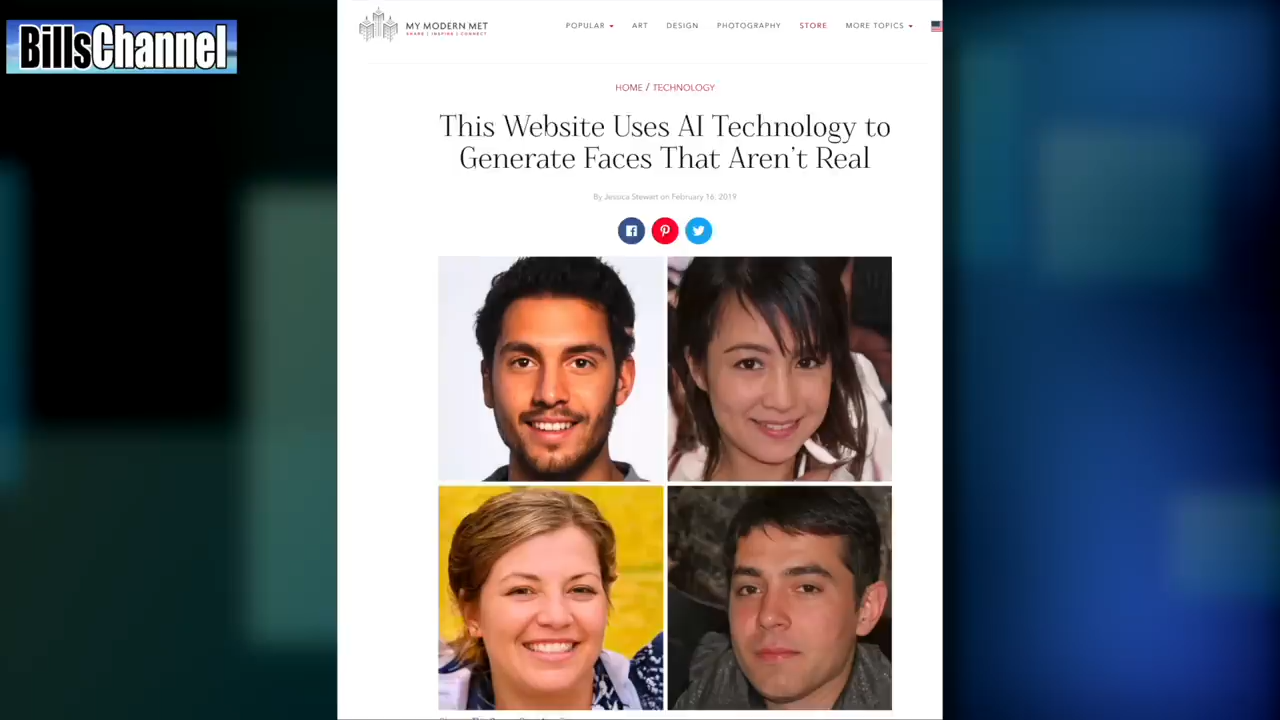 BillsChannel
MY MODERN MET
SHARE | INSPIRE | CONNECT
POPULAR ART DESIGN PHOTOGRAPHY STORE MORE TOPICS
HOME / TECHNOLOGY
This Website Uses AI Technology to
Generate Faces That Aren't Real
By Jessica Stewart on February 16, 2019